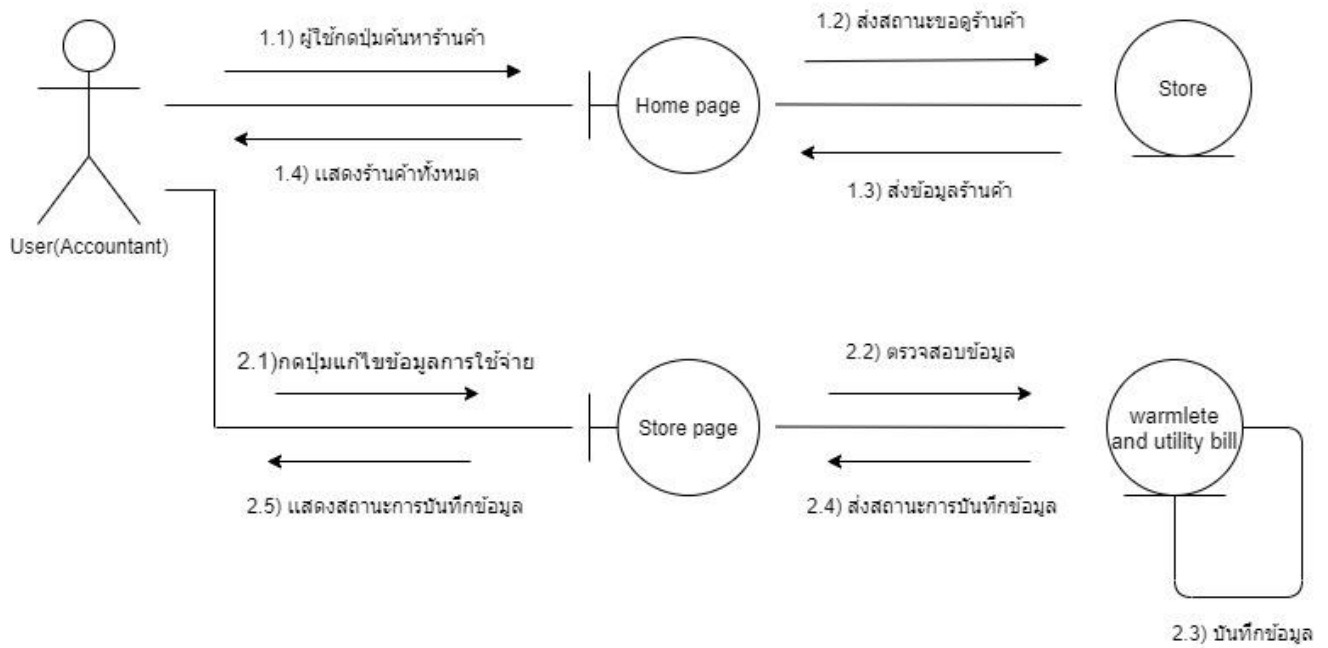 1.1) ผู้ใช้กดปุ่มค้นหาร้านค้า
1.2) ส่งสถานะขอดูร้านค้า
Home page
Store
1.4) แสดงร้านค้าทั้งหมด
1.3) ส่งข้อมูลร้านค้า
User(Accountant)
2.1)กดปุ่มแก้ไขข้อมูลการใช้จ่าย
2.2) ตรวจสอบข้อมูล
Store page
warmlete
and utility bill
2.5) แสดงสถานะการบันทึกข้อมูล
2.4) ส่งสถานะการบันทึกข้อมูล
2.3) บันทึกข้อมูล